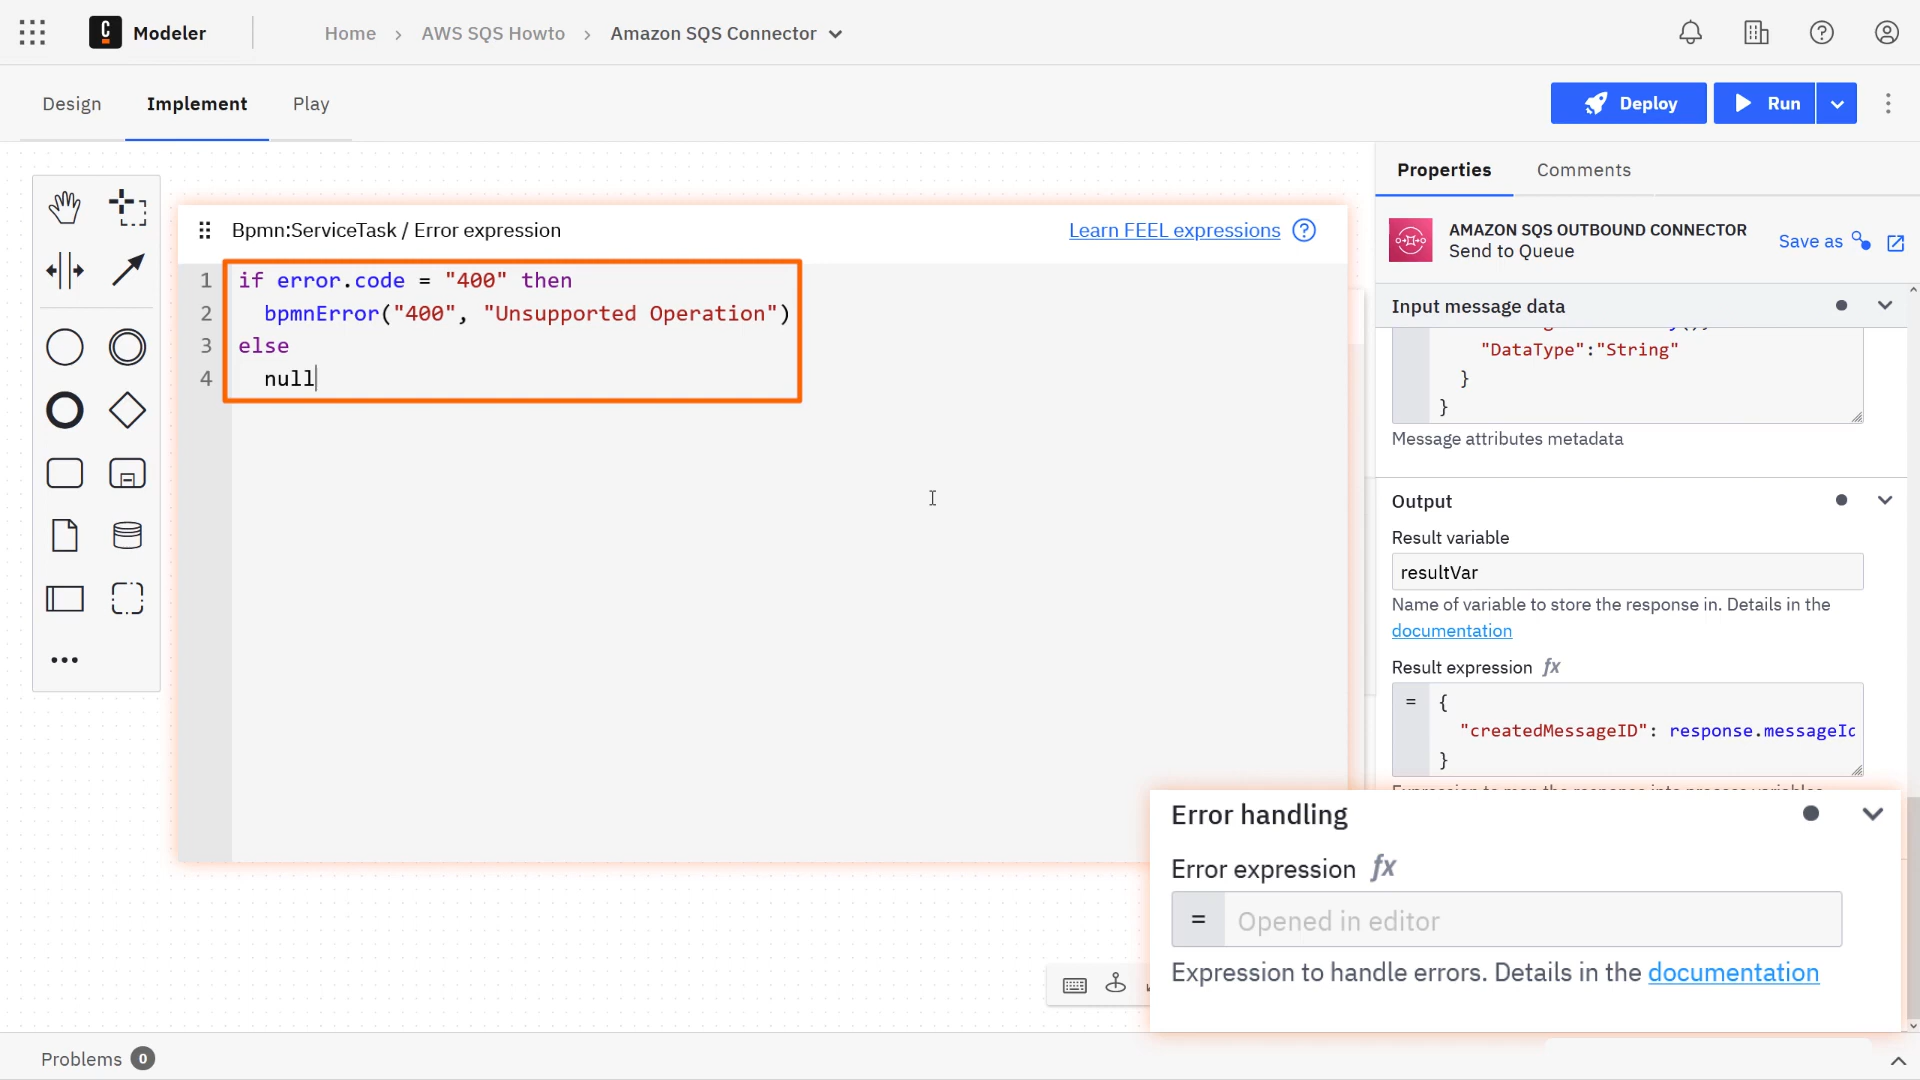 Modeler
Home › AWS SQS Howto › Amazon SQS Connector
Design
Implement
Play
Deploy
Run
Bpmn:ServiceTask / Error expression
Learn FEEL expressions
1 if error.code = "400" then
2 bpmnError("400", "Unsupported Operation")
3 else
4 null
Properties
Comments
AMAZON SQS OUTBOUND CONNECTOR
Send to Queue
Save as
Input message data
"DataType":"String"
}
}
Message attributes metadata
Output
Result variable
resultVar
Name of variable to store the response in. Details in the
documentation
Result expression fx
= {
"createdMessageID": response.messageId
}
Error handling
Error expression fx
= Opened in editor
Expression to handle errors. Details in the documentation
Problems 0